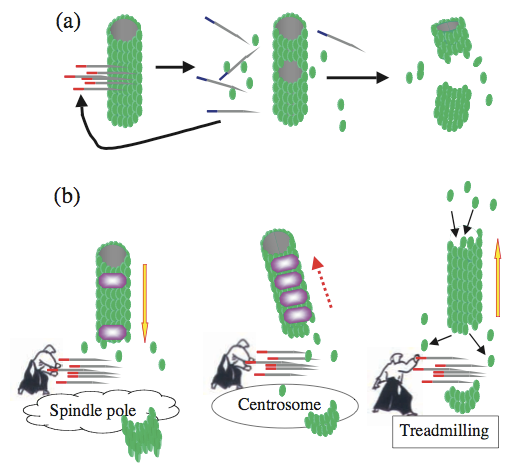 (a)
(b)
Spindle pole
Centrosome
Treadmilling